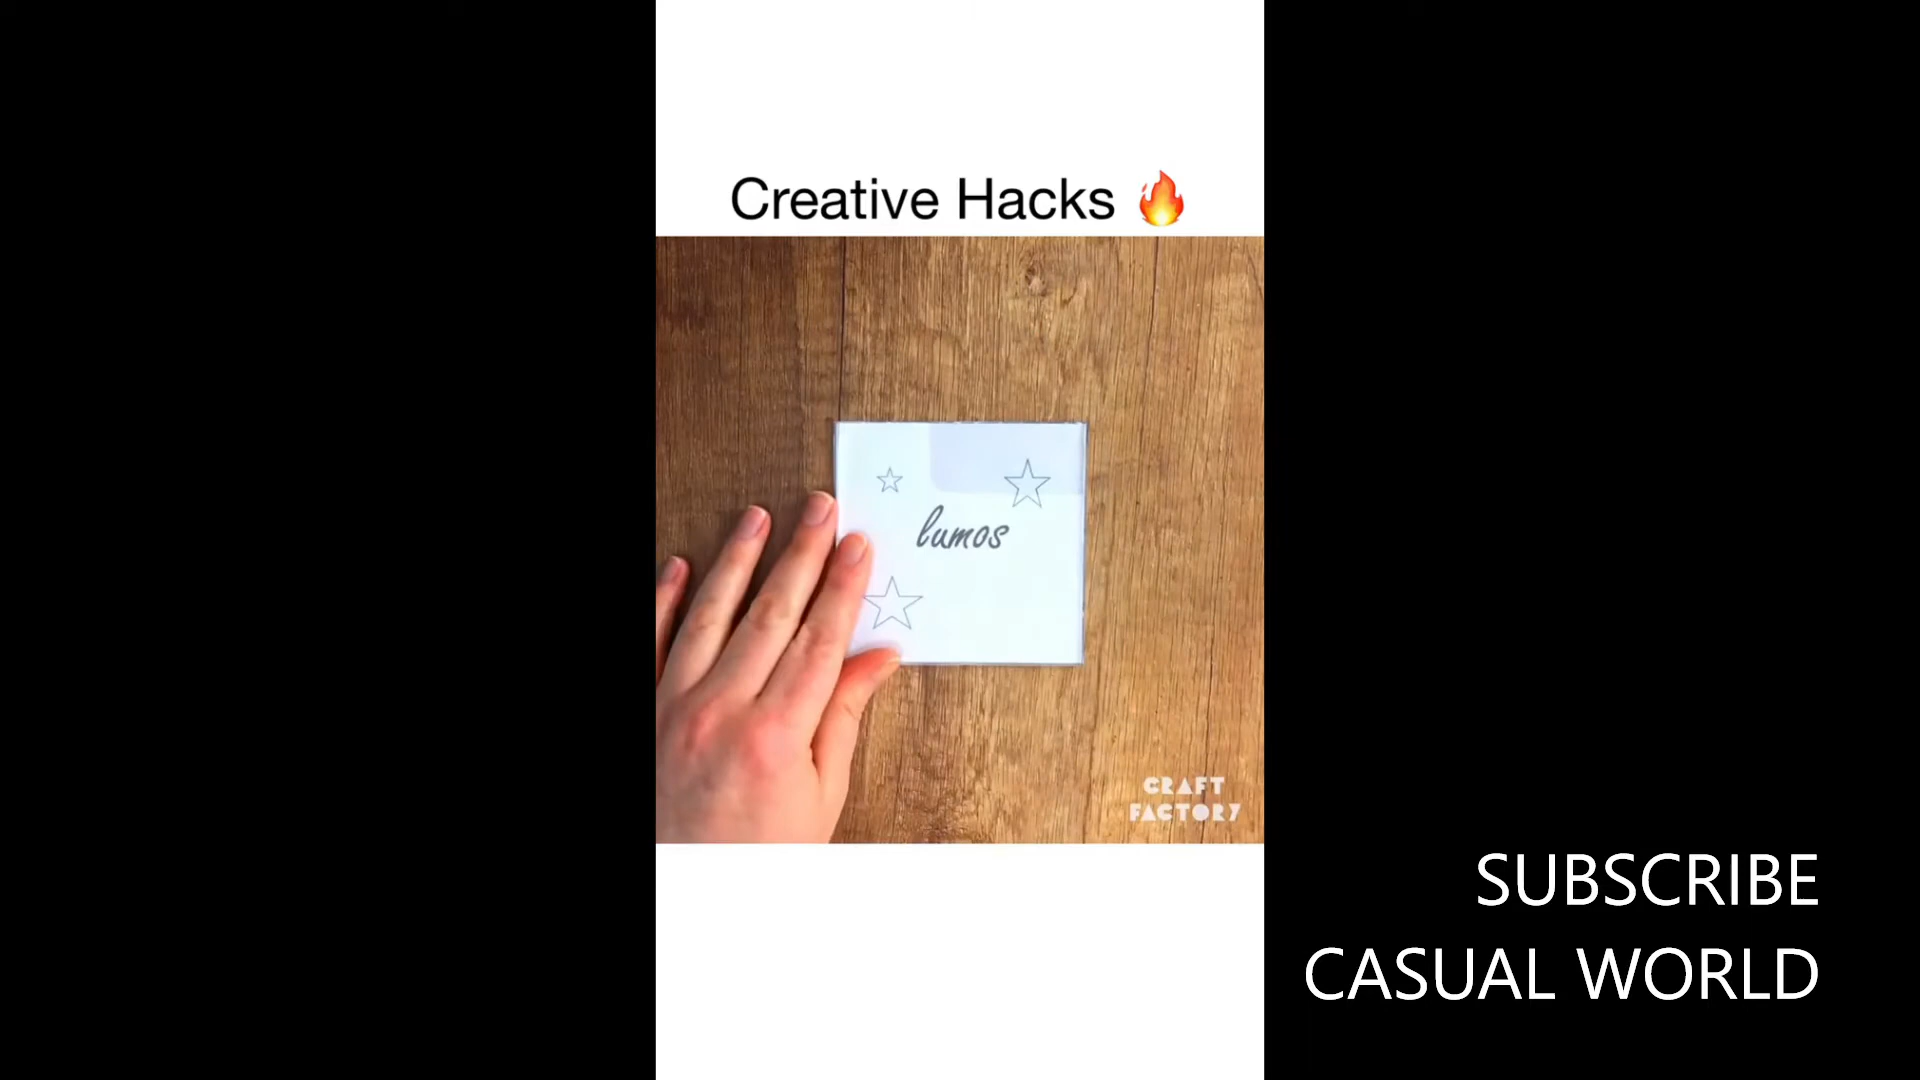 Creative Hacks 🔥
lumos
CRAFT
FACTORY
SUBSCRIBE
CASUAL WORLD